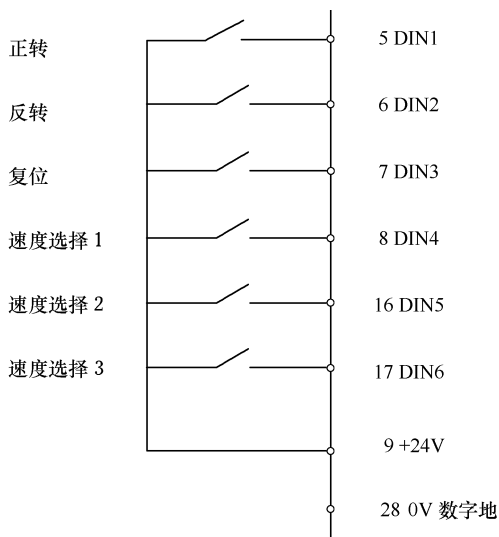 正转 5 DIN1
反转 6 DIN2
复位 7 DIN3
速度选择 1 8 DIN4
速度选择 2 16 DIN5
速度选择 3 17 DIN6
9 +24V
28 0V 数字地